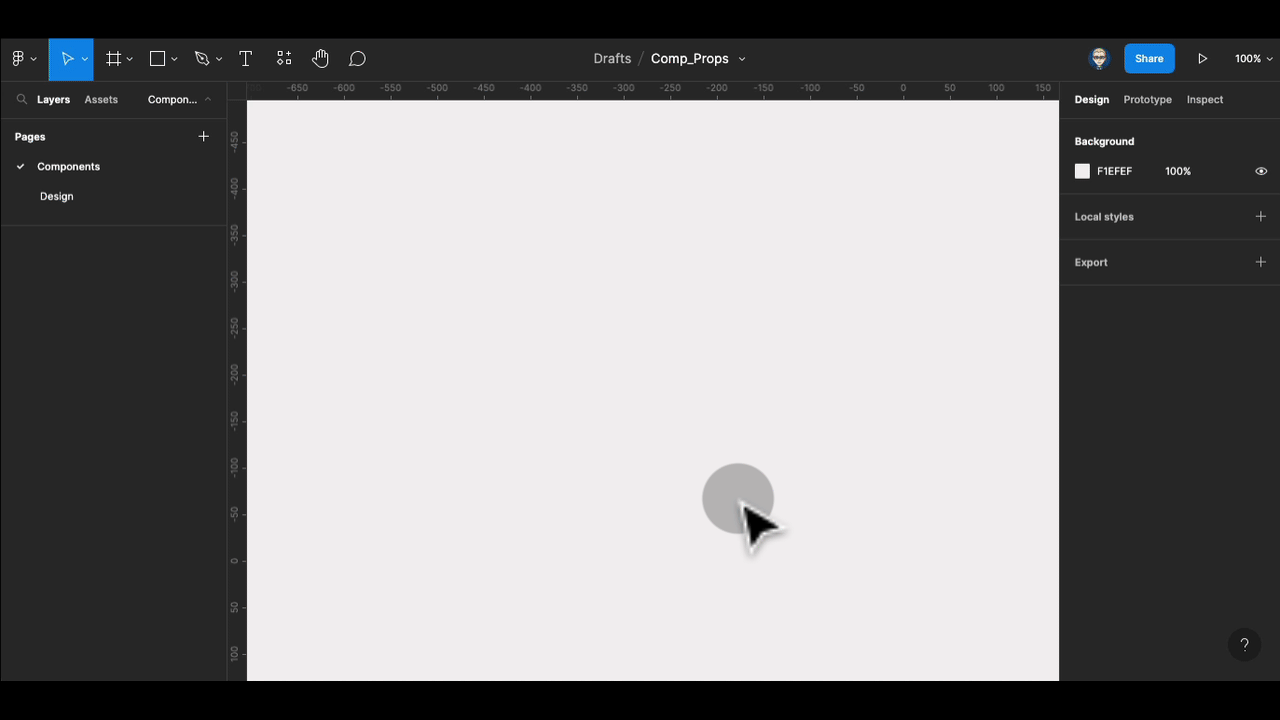 T
Drafts / Comp_Props
Share
100%
Layers Assets Compon...
Pages
Components
Design
-650 -600 -550 -500 -450 -400 -350 -300 -250 -200 -150 -100 -50 0 50 100 150
-450
-400
-350
-300
-250
-200
-150
-100
-50
0
50
100
Design Prototype Inspect
Background
F1EFEF 100%
Local styles
Export
?